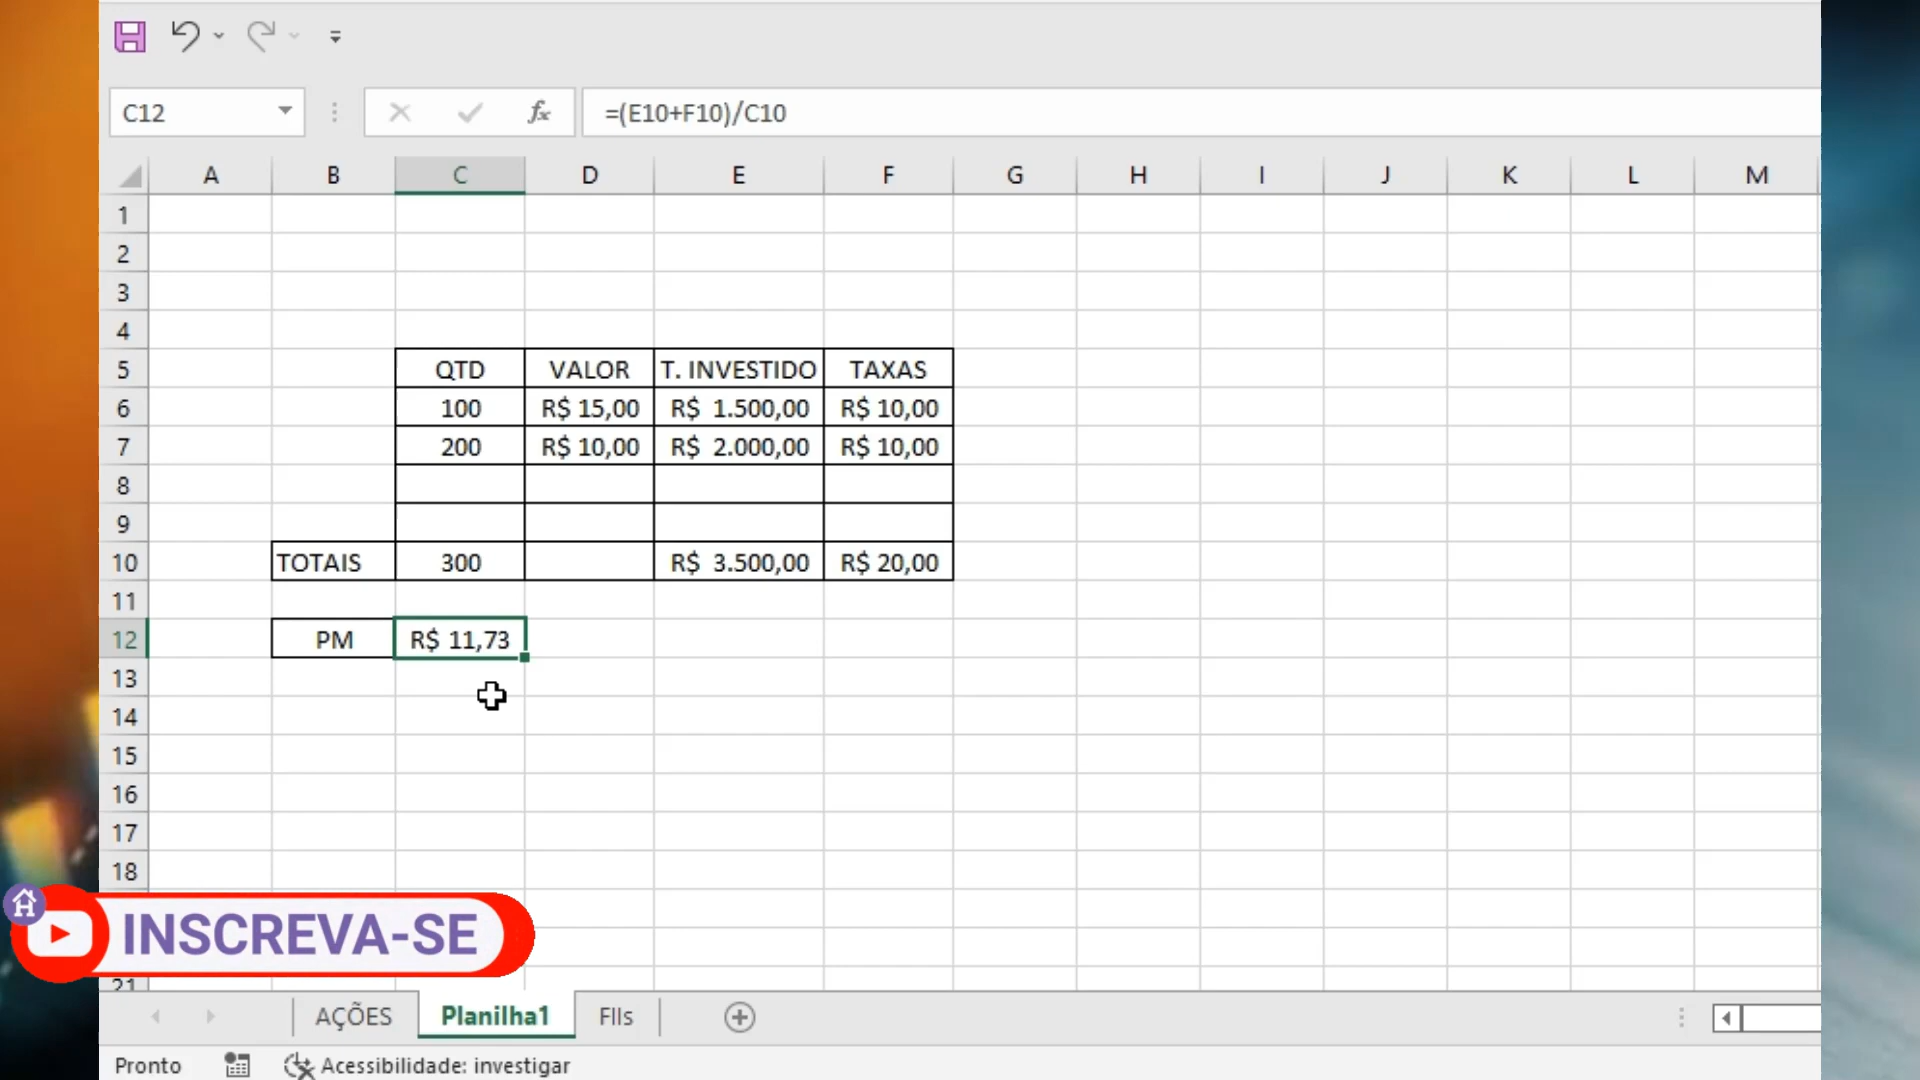 C12
fx
=(E10+F10)/C10
A B C D E F G H I J K L M
1
2
3
4
5 QTD VALOR T. INVESTIDO TAXAS
6 100 R$ 15,00 R$ 1.500,00 R$ 10,00
7 200 R$ 10,00 R$ 2.000,00 R$ 10,00
8
9
10 TOTAIS 300 R$ 3.500,00 R$ 20,00
11
12 PM R$ 11,73
13
14
15
16
17
18
INSCREVA-SE
21
AÇÕES Planilha1 FIIs
Pronto Acessibilidade: investigar